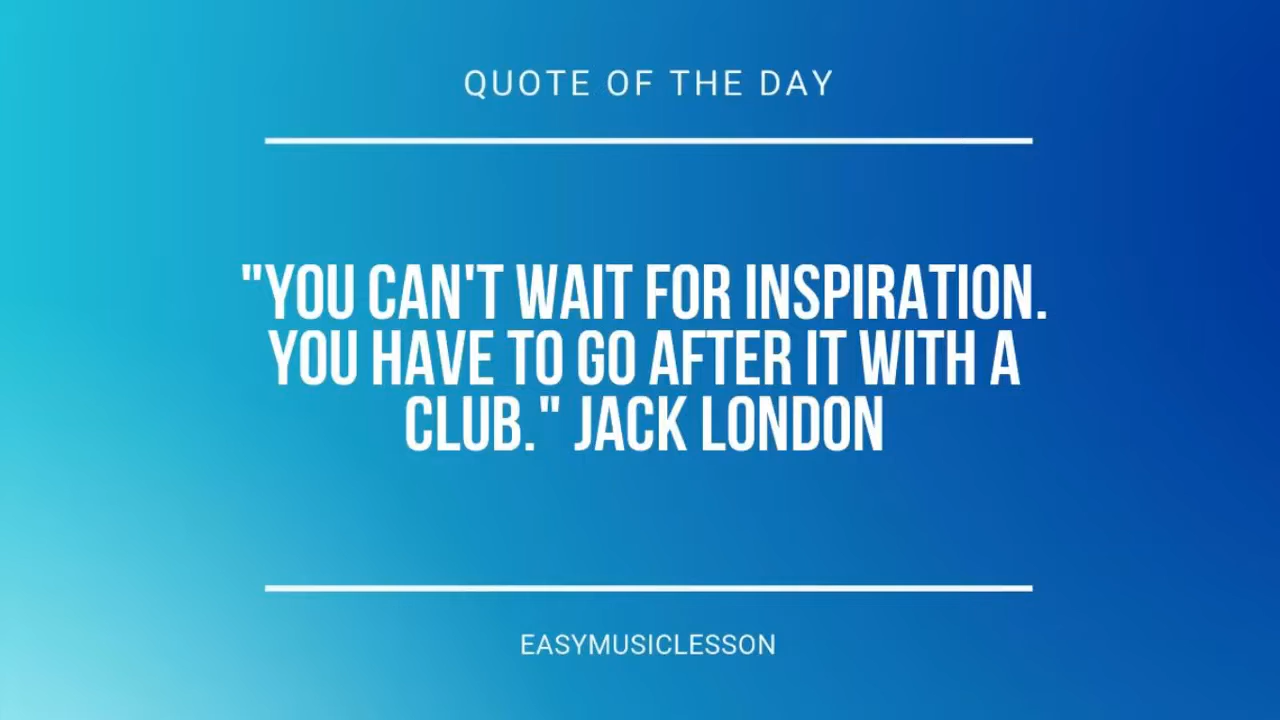 QUOTE OF THE DAY
"YOU CAN'T WAIT FOR INSPIRATION.
YOU HAVE TO GO AFTER IT WITH A
CLUB." JACK LONDON
EASYMUSICLESSON